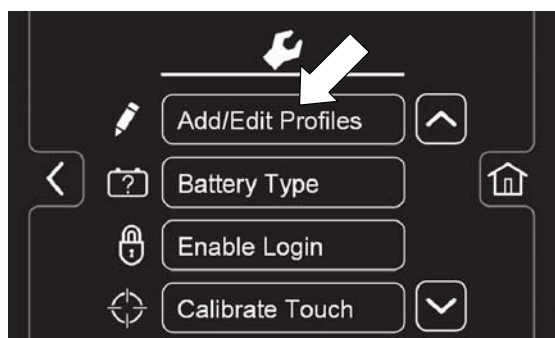 Add/Edit Profiles
Battery Type
Enable Login
Calibrate Touch